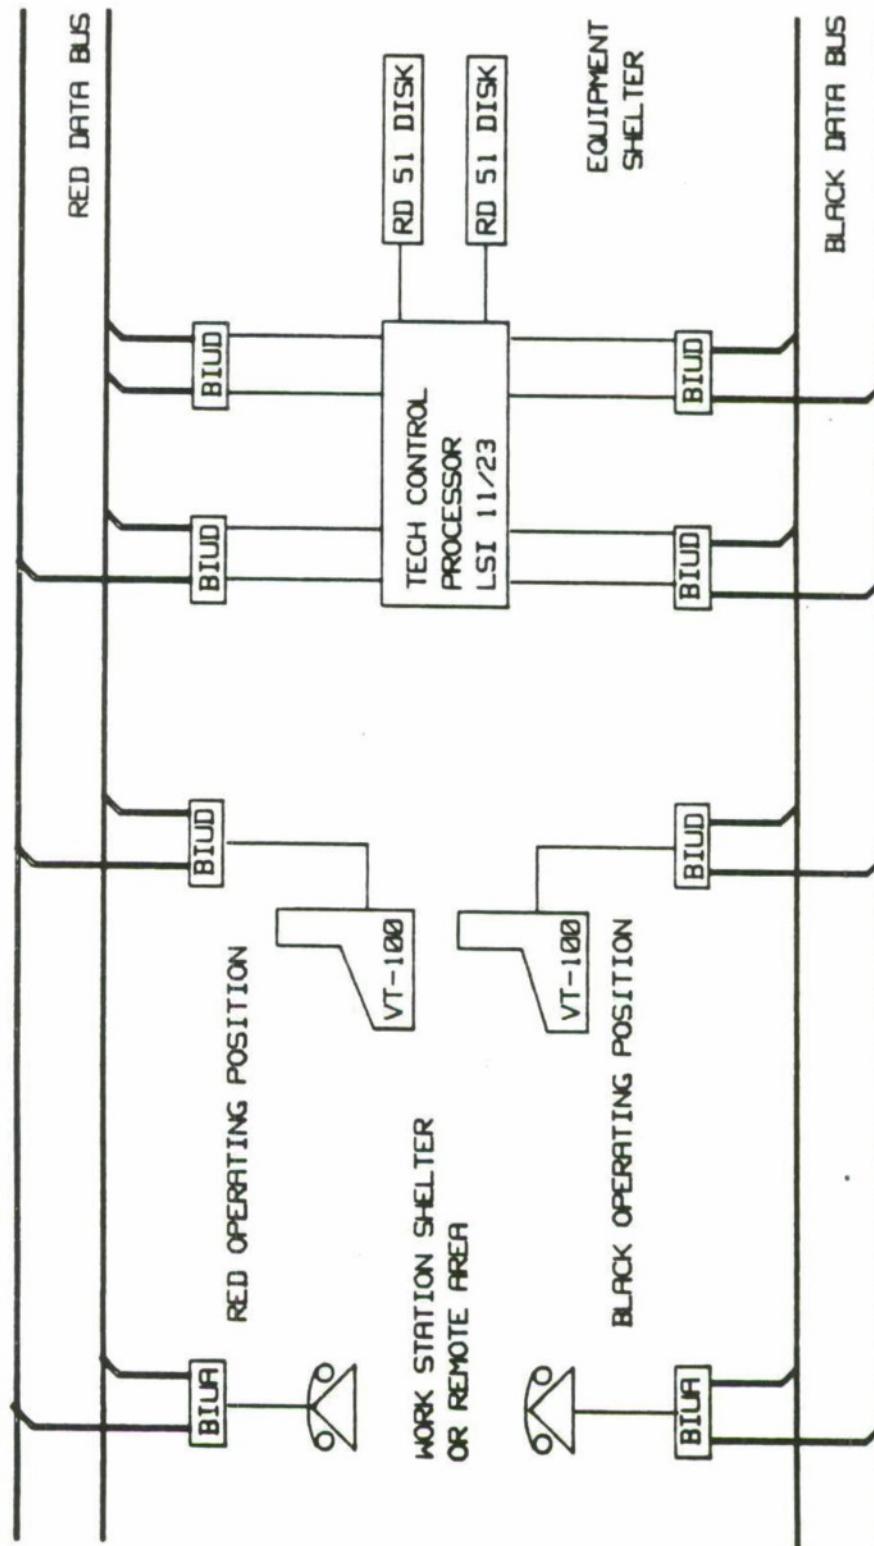 RED DATA BUS
BIUA
BIUD
BIUD
BIUD
RED OPERATING POSITION
VT-100
RD 51 DISK
TECH CONTROL
PROCESSOR
LSI 11/23
RD 51 DISK
WORK STATION SHELTER
OR REMOTE AREA
VT-100
EQUIPMENT
SHELTER
BLACK OPERATING POSITION
BIUA
BIUD
BIUD
BIUD
BLACK DATA BUS